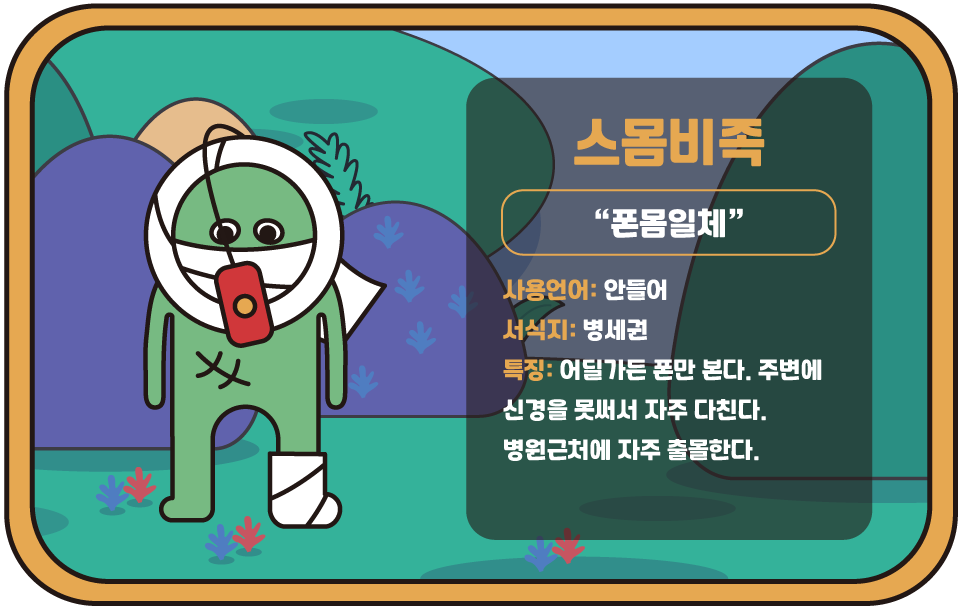 스몸비족
“폰몸일체”
사용언어: 안들어
서식지: 병세권
특징: 어딜가든 폰만 본다. 주변에
신경을 못써서 자주 다친다.
병원근처에 자주 출몰한다.